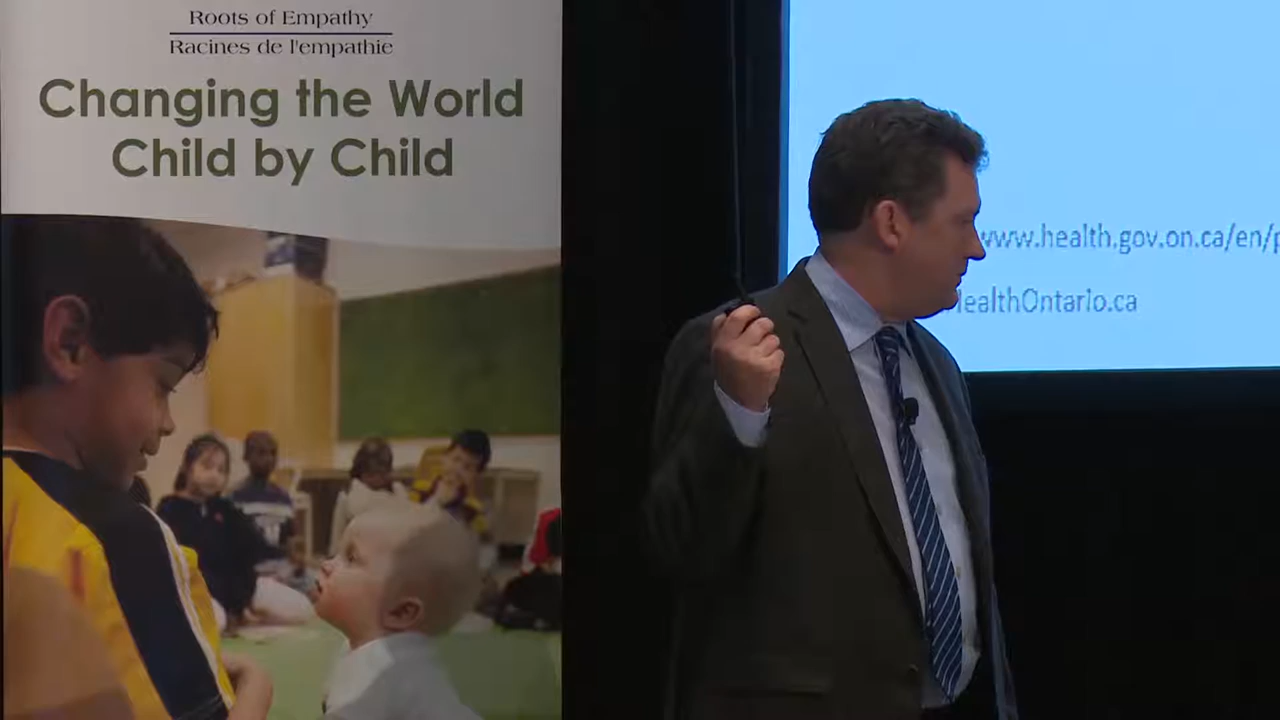 Roots of Empathy
Racines de l'empathie
Changing the World
Child by Child
www.health.gov.on.ca/en/p
ealthOntario.ca